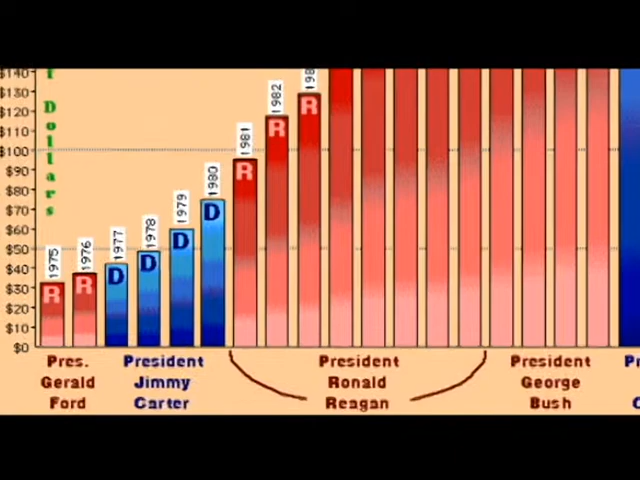 $140
$130
$120
$110
$100
$90
$80
$70
$60
$50
$40
$30
$20
$10
$0
Dollars
1975
1976
1977
1978
1979
1980
1981
1982
R
R
D
D
D
D
R
R
R
Pres.
Gerald
Ford
President
Jimmy
Carter
President
Ronald
Reagan
President
George
Bush